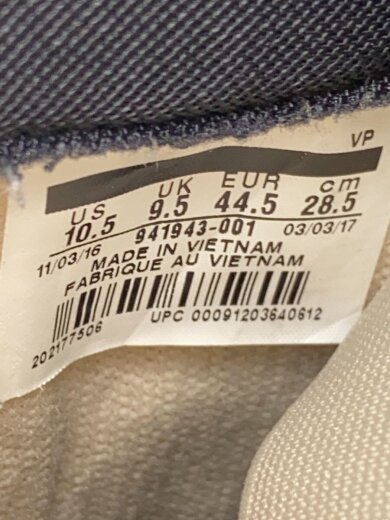 VP
US UK EUR cm
10.5 9.5 44.5 28.5
11/03/16 941943-001 03/03/17
MADE IN VIETNAM
FABRIQUE AU VIETNAM
202177506 UPC 00091203640612